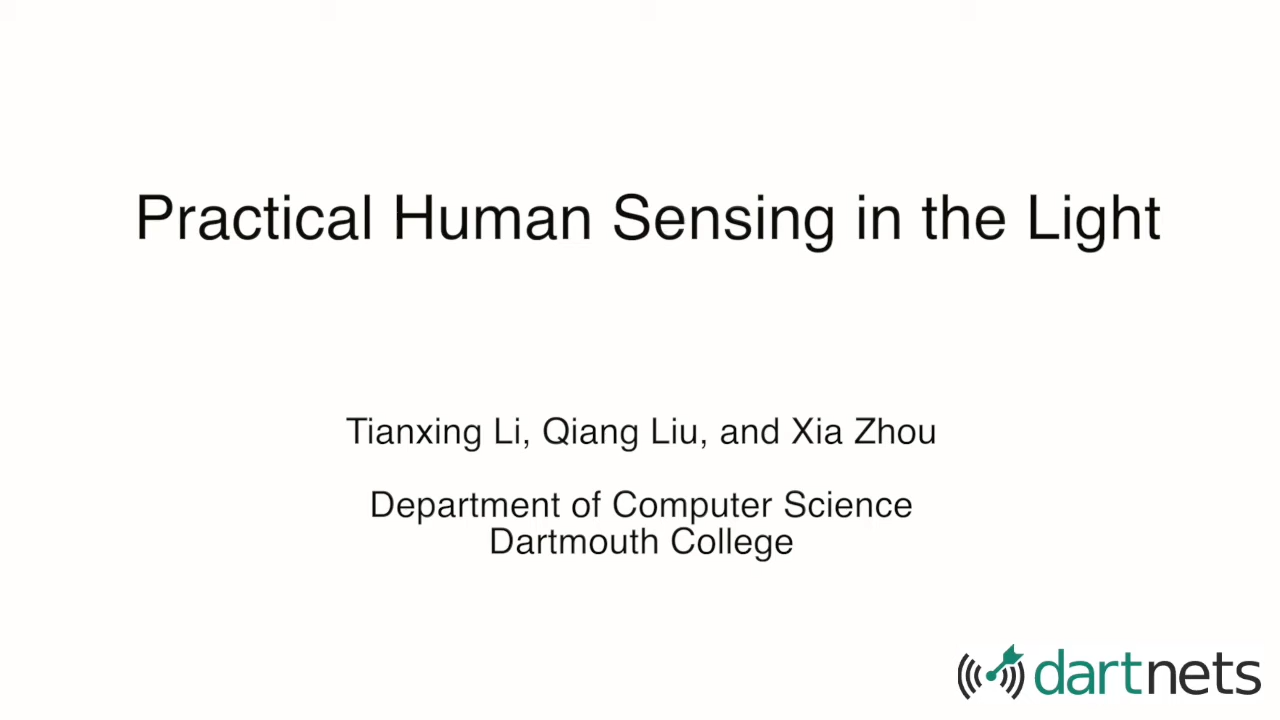 Practical Human Sensing in the Light
Tianxing Li, Qiang Liu, and Xia Zhou
Department of Computer Science
Dartmouth College
dartnets